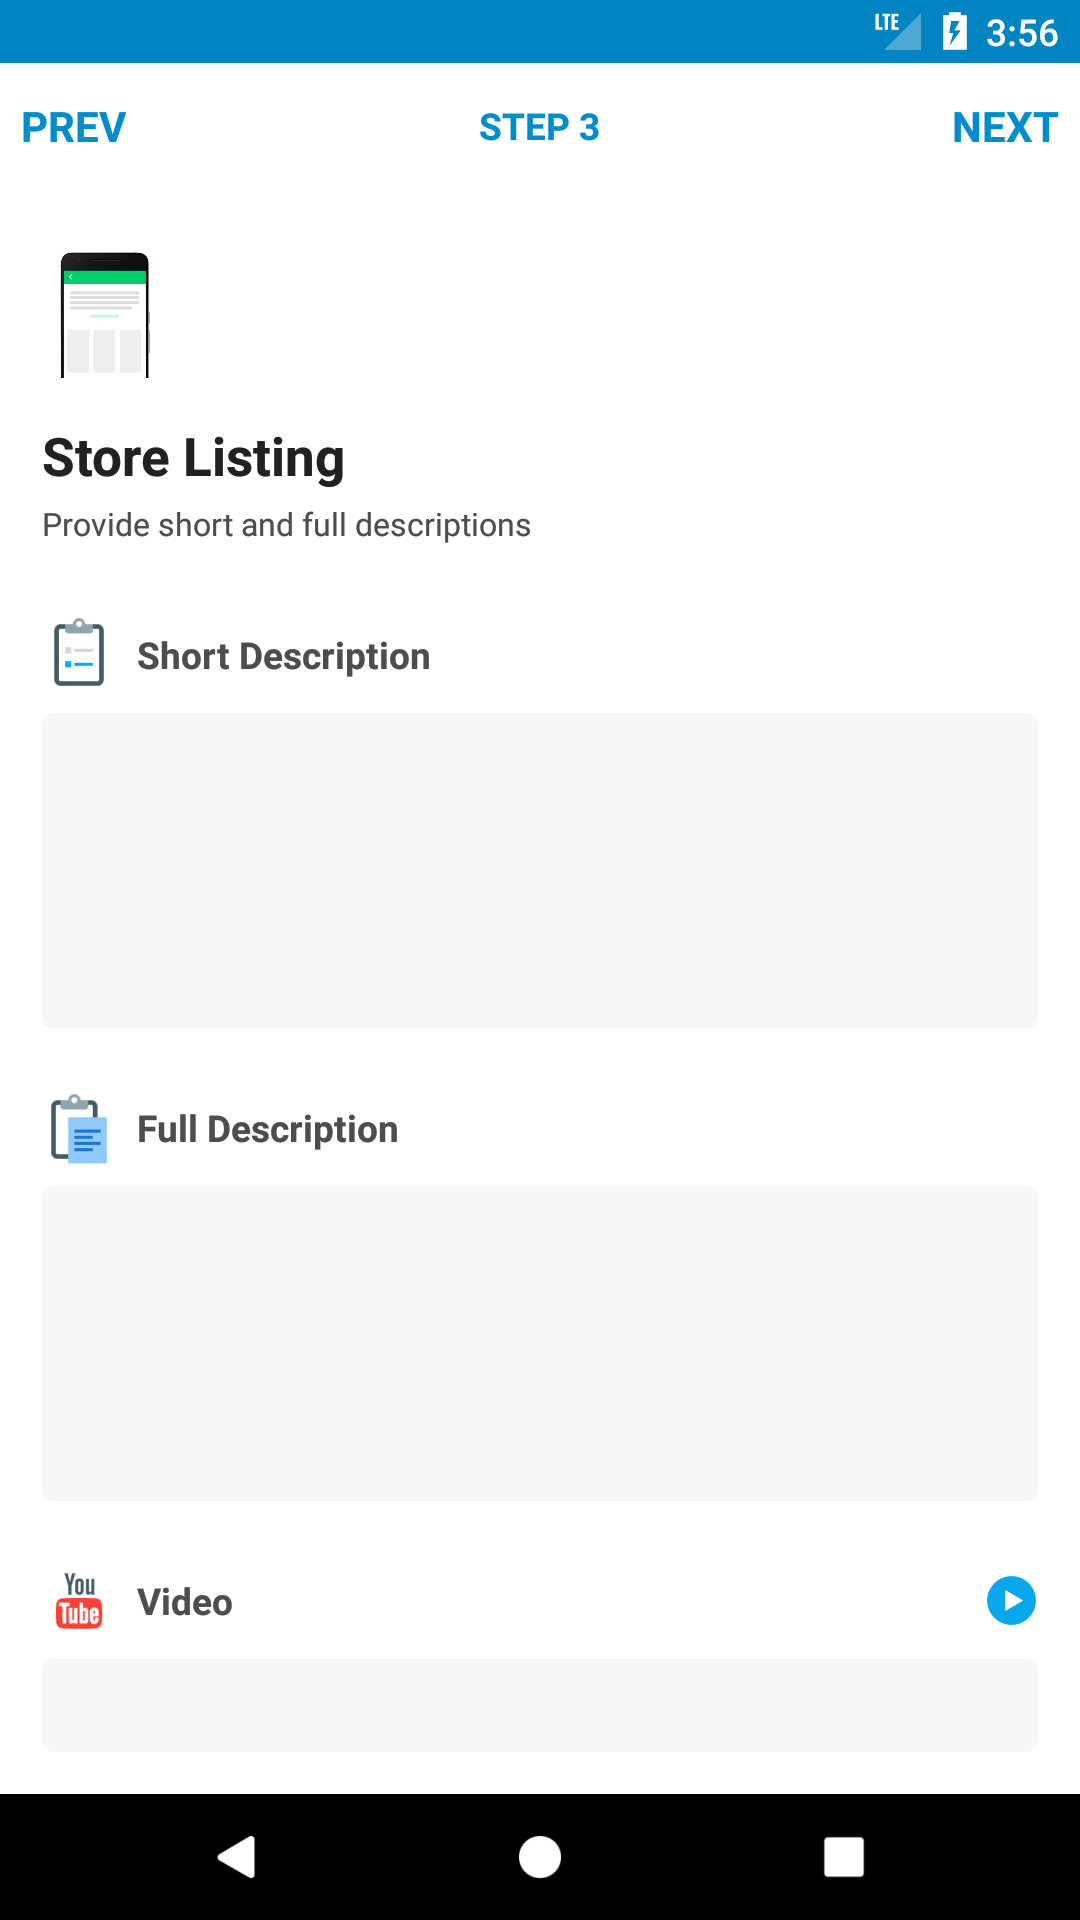 LTE 3:56
PREV STEP 3 NEXT
Store Listing
Provide short and full descriptions
Short Description
Full Description
You
Tube
Video